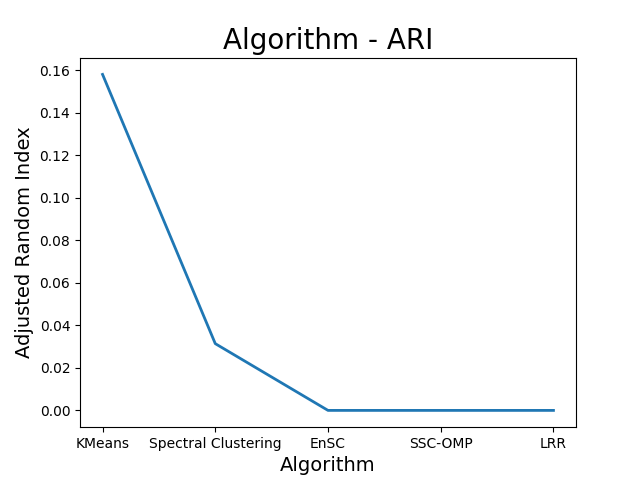 Algorithm - ARI
Adjusted Random Index
0.16
0.14
0.12
0.10
0.08
0.06
0.04
0.02
0.00
KMeans Spectral Clustering EnSC SSC-OMP LRR
Algorithm